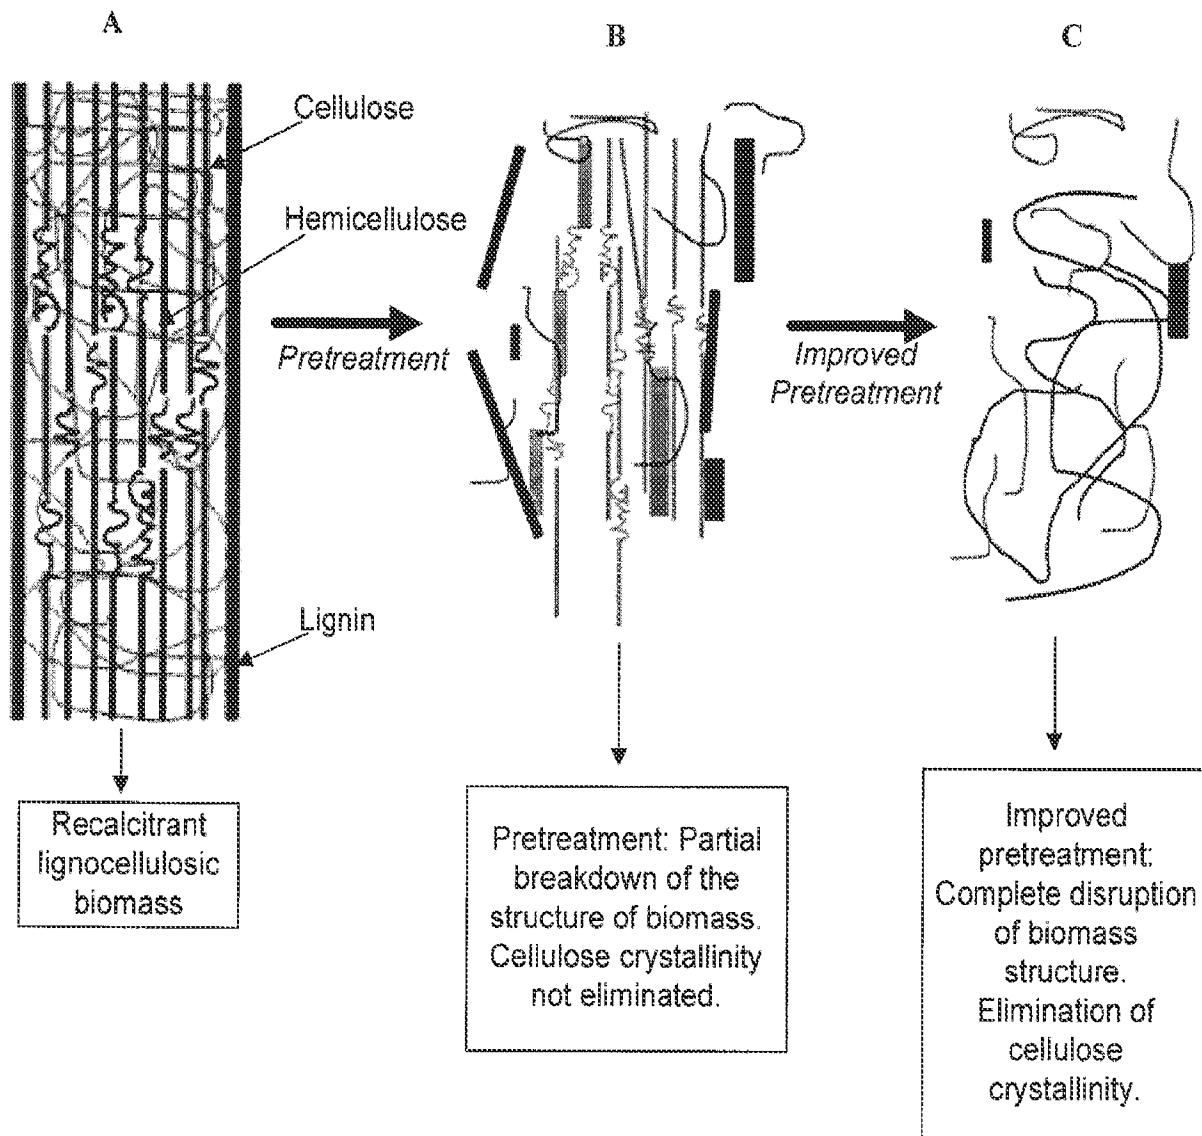 A
B
C
Cellulose
Hemicellulose
Pretreatment
Improved
Pretreatment
Lignin
Recalcitrant
lignocellulosic
biomass
Pretreatment: Partial
breakdown of the
structure of biomass.
Cellulose crystallinity
not eliminated.
Improved
pretreatment:
Complete disruption
of biomass
structure.
Elimination of
cellulose
crystallinity.